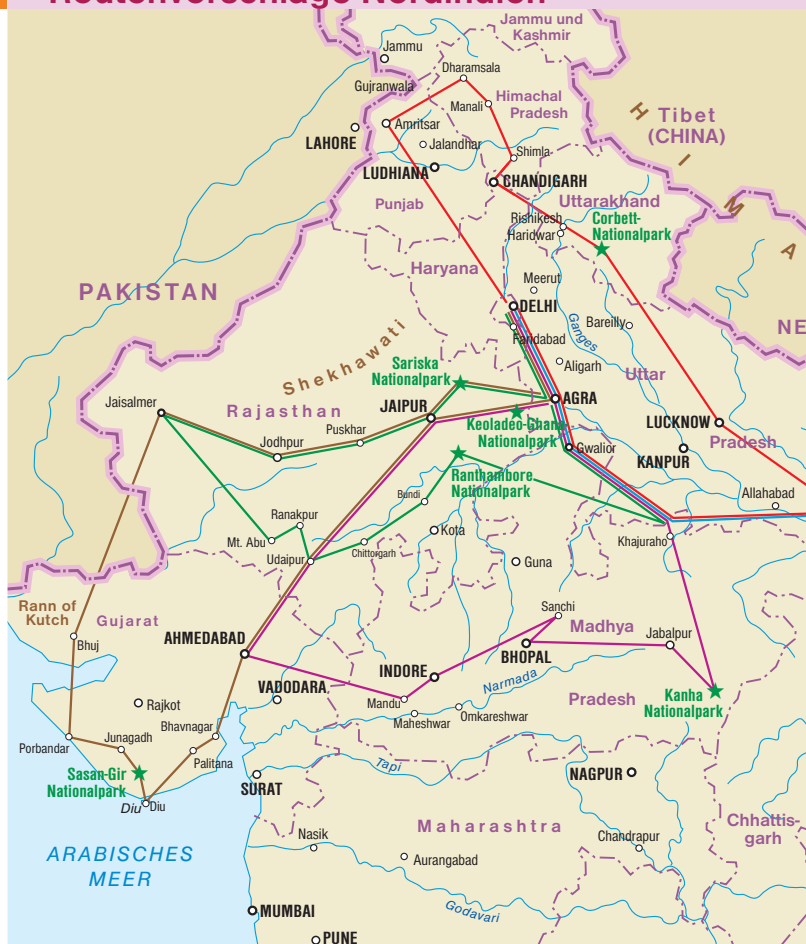 Routenvorschläge Nordindien
Jammu und
Kashmir
Jammu
Dharamsala
Gujranwala
Manali
Himachal
Pradesh
H I M A
Tibet
(CHINA)
Amritsar
LAHORE
Jalandhar
Shimla
LUDHIANA
CHANDIGARH
Punjab
Uttarakhand
Rishikesh
Haridwar
Corbett-
Nationalpark
Haryana
Meerut
PAKISTAN
DELHI
NE
Ganges
Bareilly
Faridabad
Shekhawati
Sariska
Nationalpark
Aligarh
Uttar
Pradesh
Jaisalmer
Rajasthan
JAIPUR
AGRA
Keoladeo-Ghana
Nationalpark
LUCKNOW
Puskhar
Jodhpur
Gwalior
KANPUR
Ranthambore
Nationalpark
Bundi
Allahabad
Ranakpur
Kota
Khajuraho
Mt. Abu
Chittorgarh
Udaipur
Guna
Rann of
Kutch
Gujarat
Sanchi
Madhya
Pradesh
Bhuj
AHMEDABAD
BHOPAL
Jabalpur
INDORE
VADODARA
Narmada
Mandu
Kanha
Nationalpark
Rajkot
Maheshwar
Omkareshwar
Bhavnagar
Junagadh
Porbandar
Palitana
Tapi
Sasan-Gir
Nationalpark
SURAT
NAGPUR
Diu
Diu
Maharashtra
Chhattis-
garh
Nasik
Chandrapur
ARABISCHES
MEER
Aurangabad
Godavari
MUMBAI
PUNE